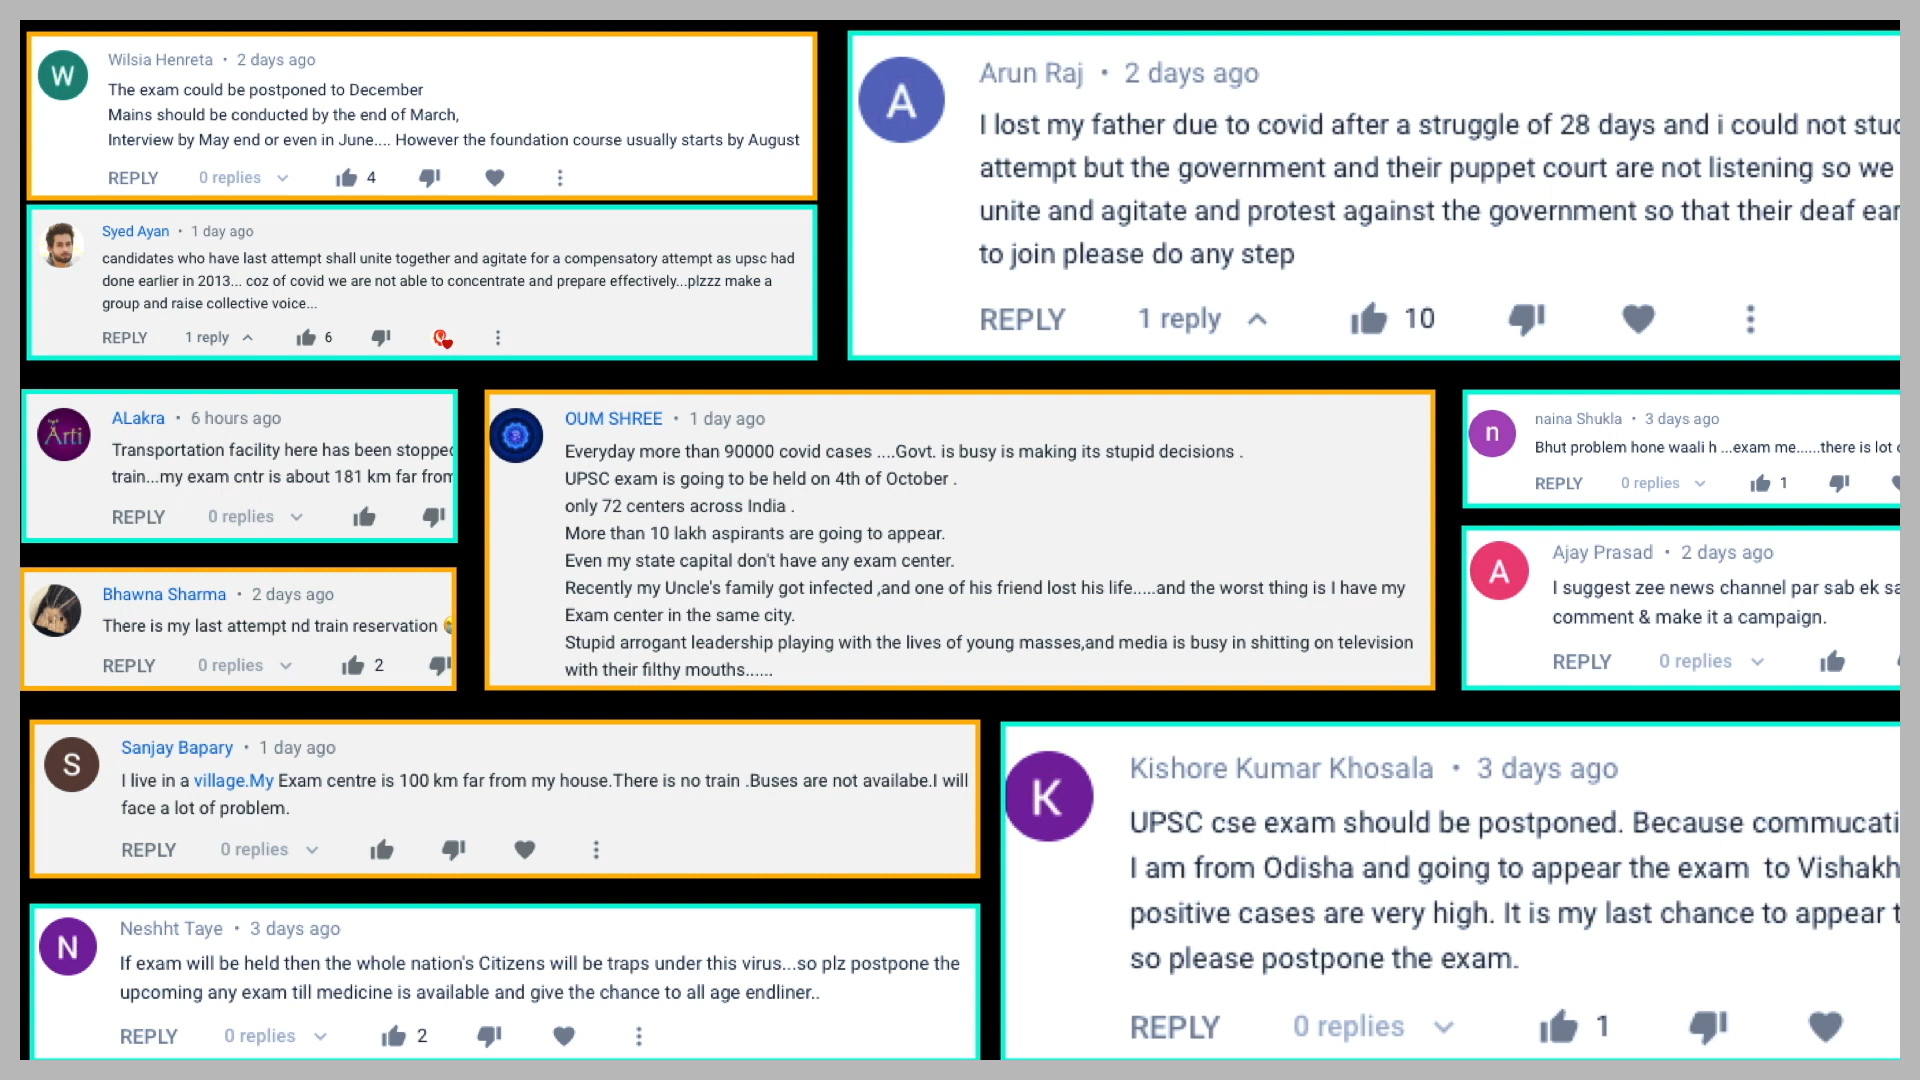 W
Wilsia Henreta • 2 days ago
The exam could be postponed to December
Mains should be conducted by the end of March,
Interview by May end or even in June.... However the foundation course usually starts by August
REPLY 0 replies 4
Syed Ayan • 1 day ago
candidates who have last attempt shall unite together and agitate for a compensatory attempt as upsc had
done earlier in 2013... coz of covid we are not able to concentrate and prepare effectively...plzzz make a
group and raise collective voice...
REPLY 1 reply 6
A
Arun Raj • 2 days ago
I lost my father due to covid after a struggle of 28 days and i could not
attempt but the government and their puppet court are not listening so we
unite and agitate and protest against the government so that their deaf
to join please do any step
REPLY 1 reply 10
Arti
ALakra • 6 hours ago
Transportation facility here has been
train...my exam cntr is about 181 km far from
REPLY 0 replies
Bhawna Sharma • 2 days ago
There is my last attempt nd train reservation
REPLY 0 replies 2
OUM SHREE • 1 day ago
Everyday more than 90000 covid cases ....Govt. is busy is making its stupid decisions .
UPSC exam is going to be held on 4th of October .
only 72 centers across India .
More than 10 lakh aspirants are going to appear.
Even my state capital don't have any exam center.
Recently my Uncle's family got infected ,and one of his friend lost his life.....and the worst thing is I have my
Exam center in the same city.
Stupid arrogant leadership playing with the lives of young masses,and media is busy in shitting on television
with their filthy mouths......
n
naina Shukla • 3 days ago
Bhut problem hone waali h ...exam me......there is lot
REPLY 0 replies 1
A
Ajay Prasad • 2 days ago
I suggest zee news channel par sab ek
comment & make it a campaign.
REPLY 0 replies
S
Sanjay Bapary • 1 day ago
I live in a village.My Exam centre is 100 km far from my house.There is no train .Buses are not availabe.I will
face a lot of problem.
REPLY 0 replies
N
Neshht Taye • 3 days ago
If exam will be held then the whole nation's Citizens will be traps under this virus...so plz postpone the
upcoming any exam till medicine is available and give the chance to all age endliner..
REPLY 0 replies 2
K
Kishore Kumar Khosala • 3 days ago
UPSC cse exam should be postponed. Because
I am from Odisha and going to appear the exam to
positive cases are very high. It is my last chance to appear
so please postpone the exam.
REPLY 0 replies 1